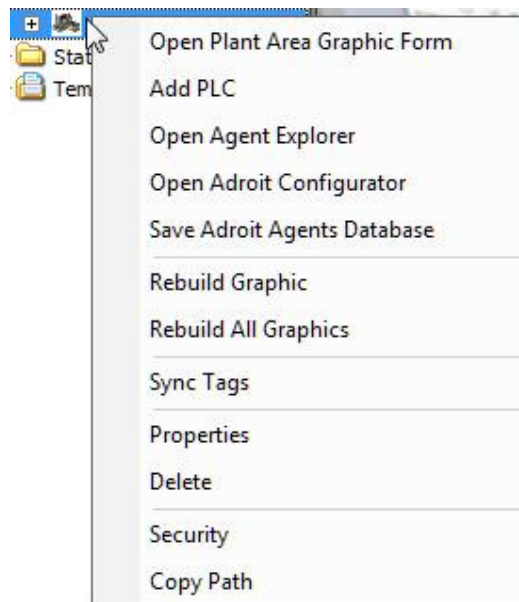 Open Plant Area Graphic Form
Stat
Add PLC
Tem
Open Agent Explorer
Open Adroit Configurator
Save Adroit Agents Database
Rebuild Graphic
Rebuild All Graphics
Sync Tags
Properties
Delete
Security
Copy Path